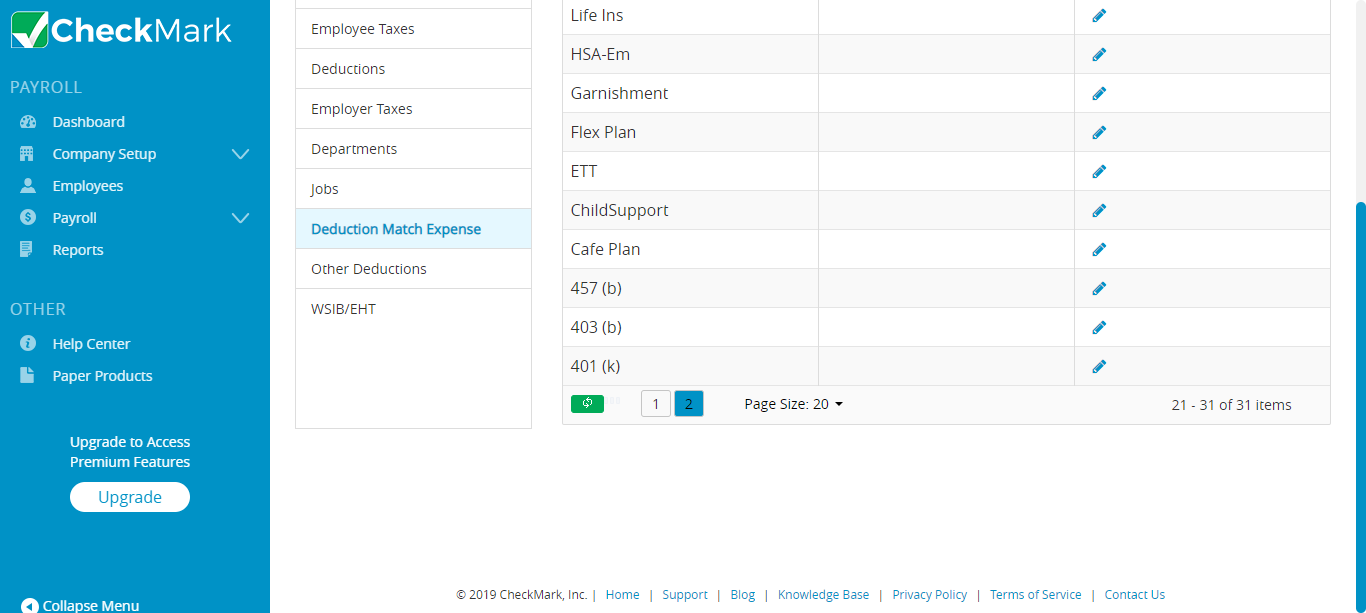 CheckMark
PAYROLL
Dashboard
Company Setup
Employees
Payroll
Reports
OTHER
Help Center
Paper Products
Upgrade to Access
Premium Features
Upgrade
Collapse Menu
Employee Taxes
Deductions
Employer Taxes
Departments
Jobs
Deduction Match Expense
Other Deductions
WSIB/EHT
Life Ins
HSA-Em
Garnishment
Flex Plan
ETT
ChildSupport
Cafe Plan
457 (b)
403 (b)
401 (k)
1 2 Page Size: 20 21 - 31 of 31 items
© 2019 CheckMark, Inc. | Home | Support | Blog | Knowledge Base | Privacy Policy | Terms of Service | Contact Us